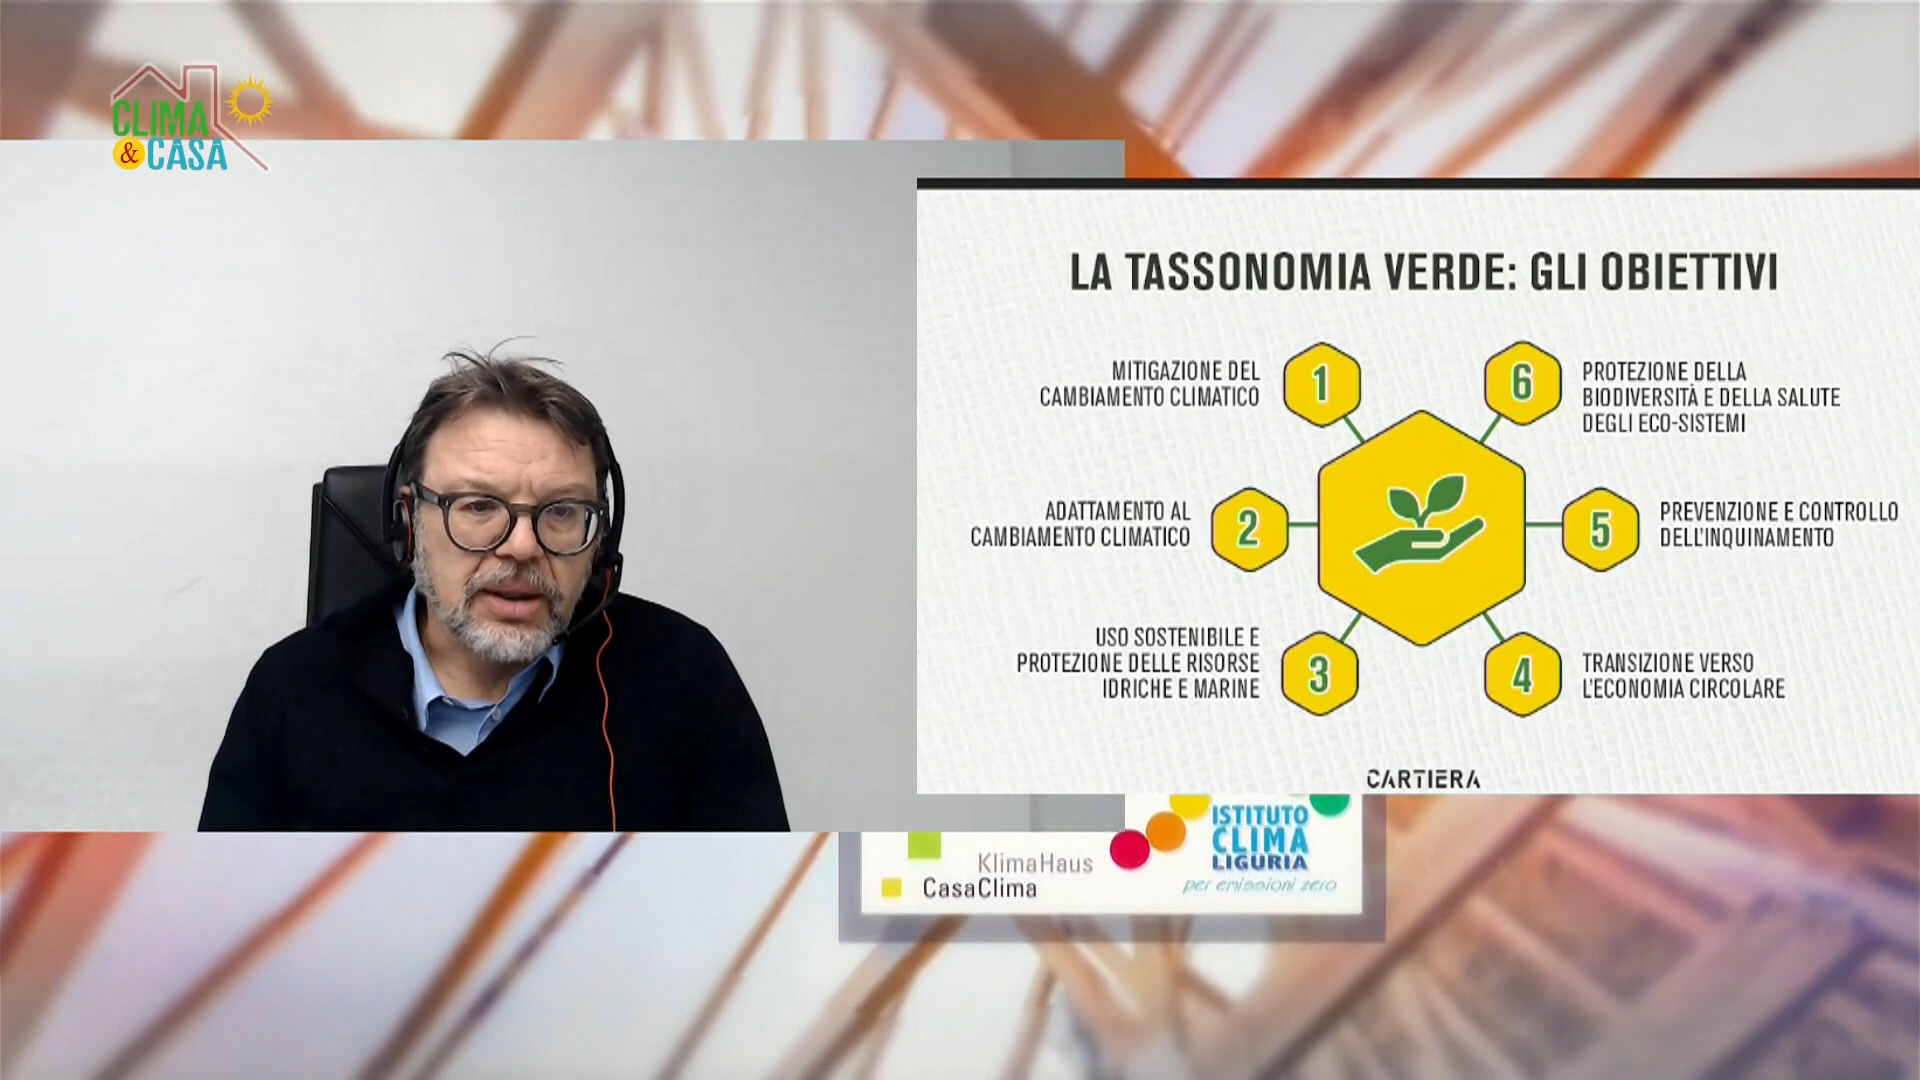 CLIMA
& CASA
LA TASSONOMIA VERDE: GLI OBIETTIVI
1
MITIGAZIONE DEL
CAMBIAMENTO CLIMATICO
2
ADATTAMENTO AL
CAMBIAMENTO CLIMATICO
3
USO SOSTENIBILE E
PROTEZIONE DELLE RISORSE
IDRICHE E MARINE
4
TRANSIZIONE VERSO
L'ECONOMIA CIRCOLARE
5
PREVENZIONE E CONTROLLO
DELL'INQUINAMENTO
6
PROTEZIONE DELLA
BIODIVERSITÀ E DELLA SALUTE
DEGLI ECO-SISTEMI
CARTIERA
KlimaHaus
CasaClima
ISTITUTO
CLIMA
LIGURIA
per emissioni zero